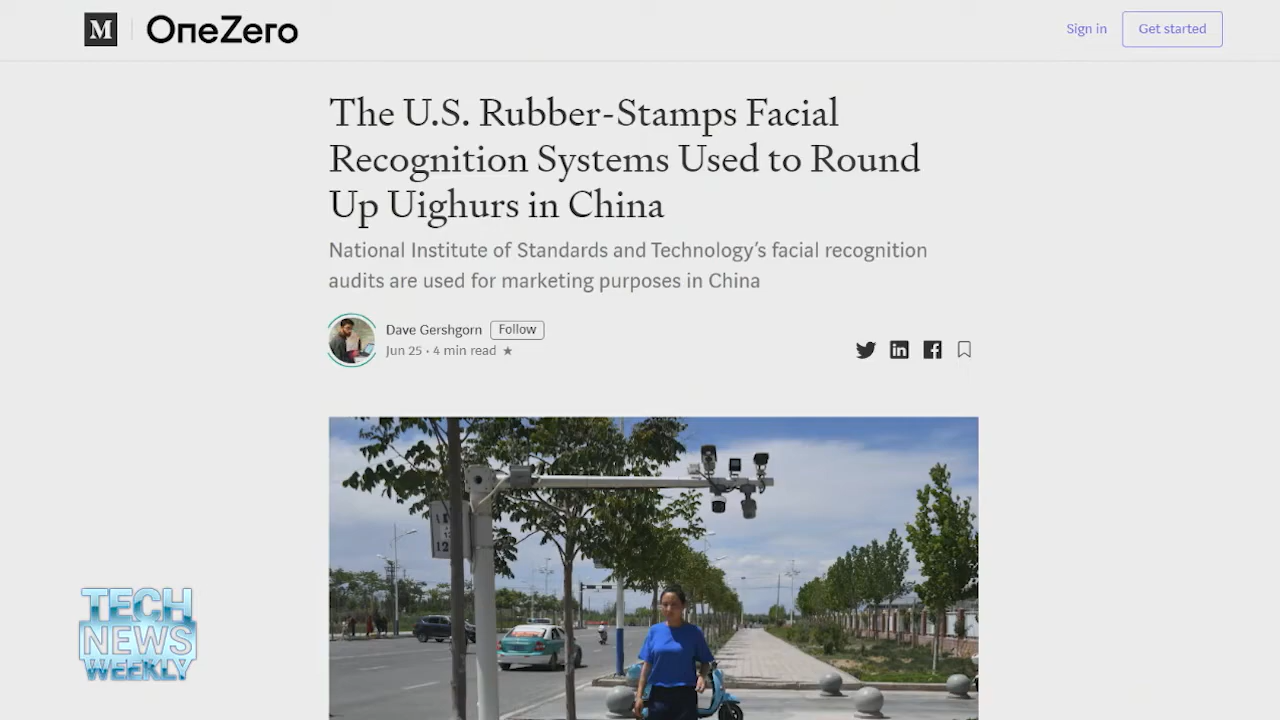 M OneZero
Sign in
Get started
The U.S. Rubber-Stamps Facial
Recognition Systems Used to Round
Up Uighurs in China
National Institute of Standards and Technology's facial recognition
audits are used for marketing purposes in China
Dave Gershgorn Follow
Jun 25 · 4 min read ★
12
TECH
NEWS
WEEKLY